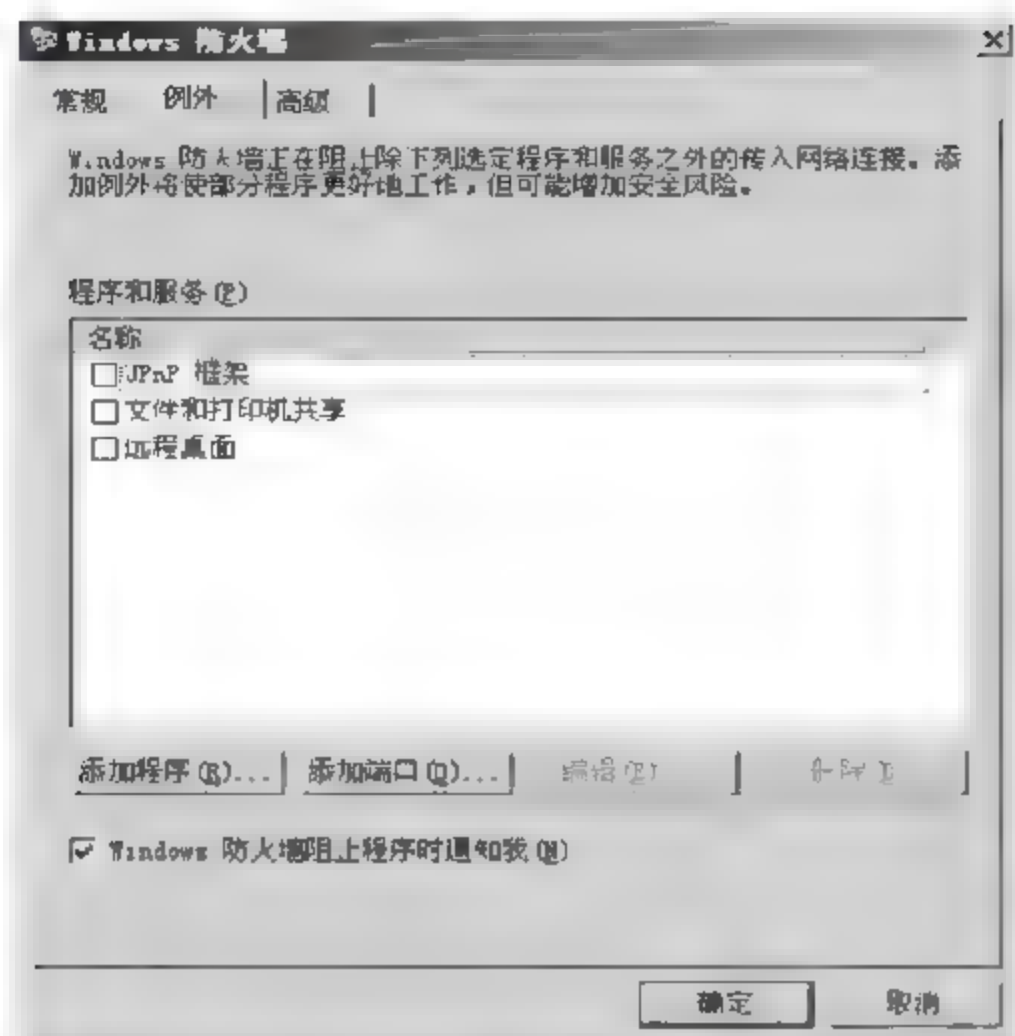 Windows 防火墙
常规 例外 高级
Windows 防火墙正在阻止除下列选定程序和服务之外的传入网络连接。添
加例外将使部分程序更好地工作，但可能增加安全风险。
程序和服务(P)
名称
UPnP 框架
文件和打印机共享
远程桌面
添加程序(R)... 添加端口(O)... 编辑(E) 删除(D)
Windows 防火墙阻止程序时通知我(N)
确定 取消